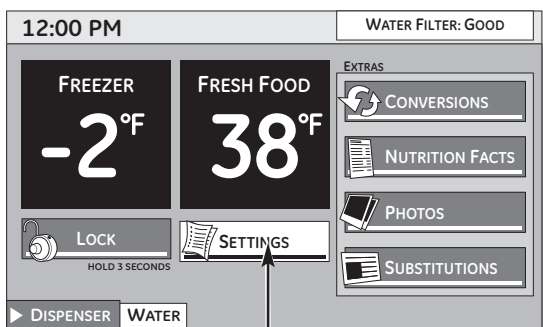 12:00 PM
WATER FILTER: GOOD
FREEZER
-2°F
FRESH FOOD
38°F
LOCK
HOLD 3 SECONDS
SETTINGS
EXTRAS
CONVERSIONS
NUTRITION FACTS
PHOTOS
SUBSTITUTIONS
DISPENSER WATER